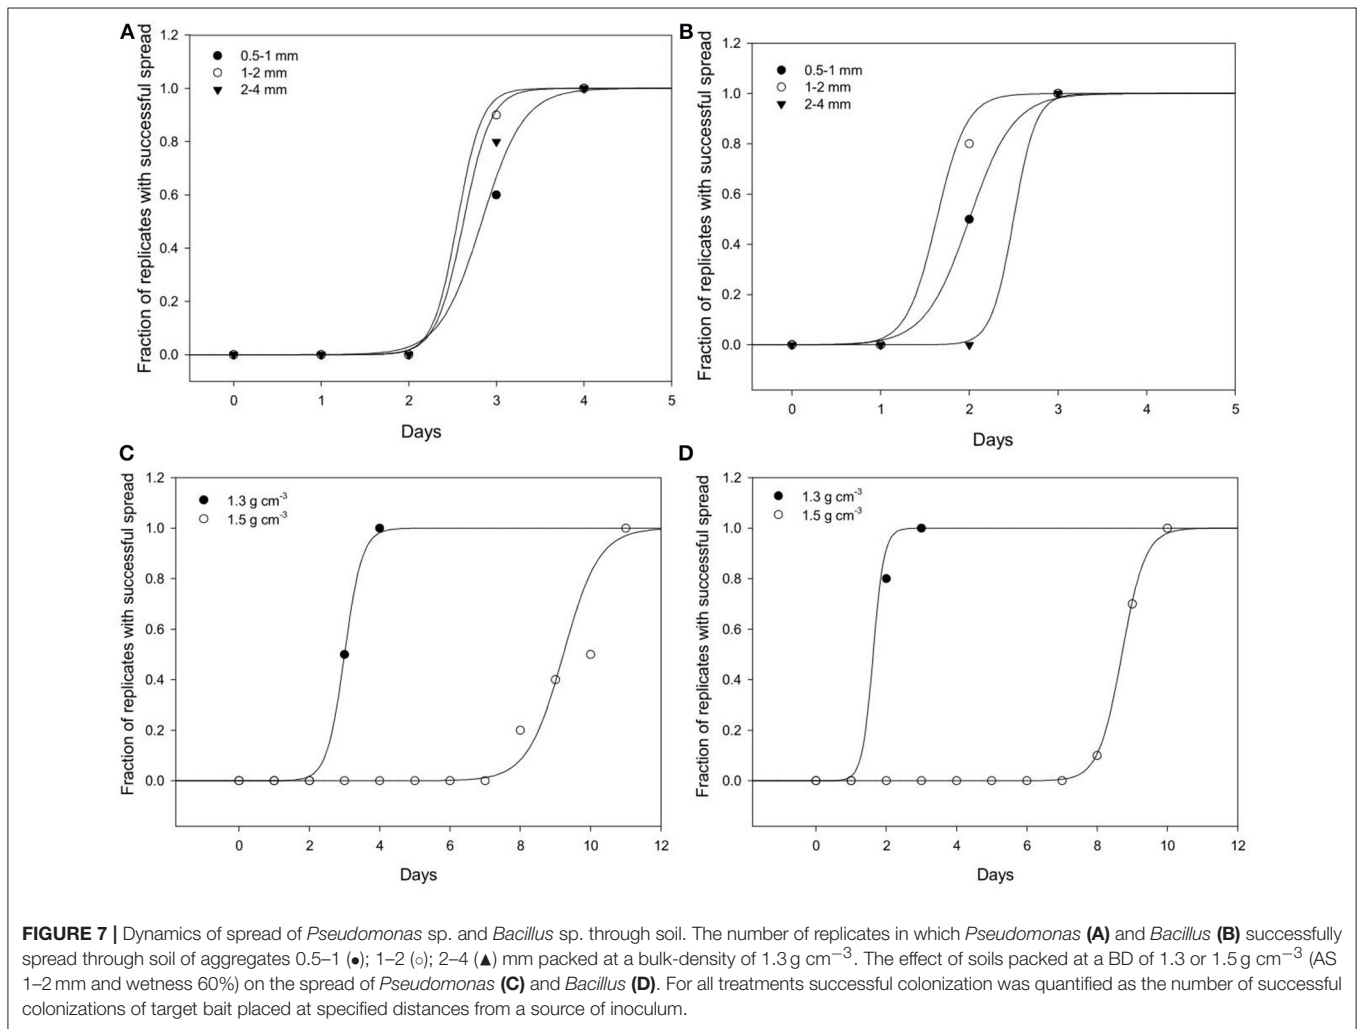 A
Fraction of replicates with successful spread
1.2
1.0
0.8
0.6
0.4
0.2
0.0
● 0.5-1 mm
○ 1-2 mm
▼ 2-4 mm
0 1 2 3 4 5
Days
B
Fraction of replicates with successful spread
1.2
1.0
0.8
0.6
0.4
0.2
0.0
● 0.5-1 mm
○ 1-2 mm
▼ 2-4 mm
0 1 2 3 4 5
Days
C
Fraction of replicates with successful spread
1.2
1.0
0.8
0.6
0.4
0.2
0.0
● 1.3 g cm⁻³
○ 1.5 g cm⁻³
0 2 4 6 8 10 12
Days
D
Fraction of replicates with successful spread
1.2
1.0
0.8
0.6
0.4
0.2
0.0
● 1.3 g cm⁻³
○ 1.5 g cm⁻³
0 2 4 6 8 10 12
Days
FIGURE 7 | Dynamics of spread of Pseudomonas sp. and Bacillus sp. through soil. The number of replicates in which Pseudomonas (A) and Bacillus (B) successfully
spread through soil of aggregates 0.5–1 (●); 1–2 (○); 2–4 (▲) mm packed at a bulk-density of 1.3 g cm⁻³. The effect of soils packed at a BD of 1.3 or 1.5 g cm⁻³ (AS
1–2 mm and wetness 60%) on the spread of Pseudomonas (C) and Bacillus (D). For all treatments successful colonization was quantified as the number of successful
colonizations of target bait placed at specified distances from a source of inoculum.